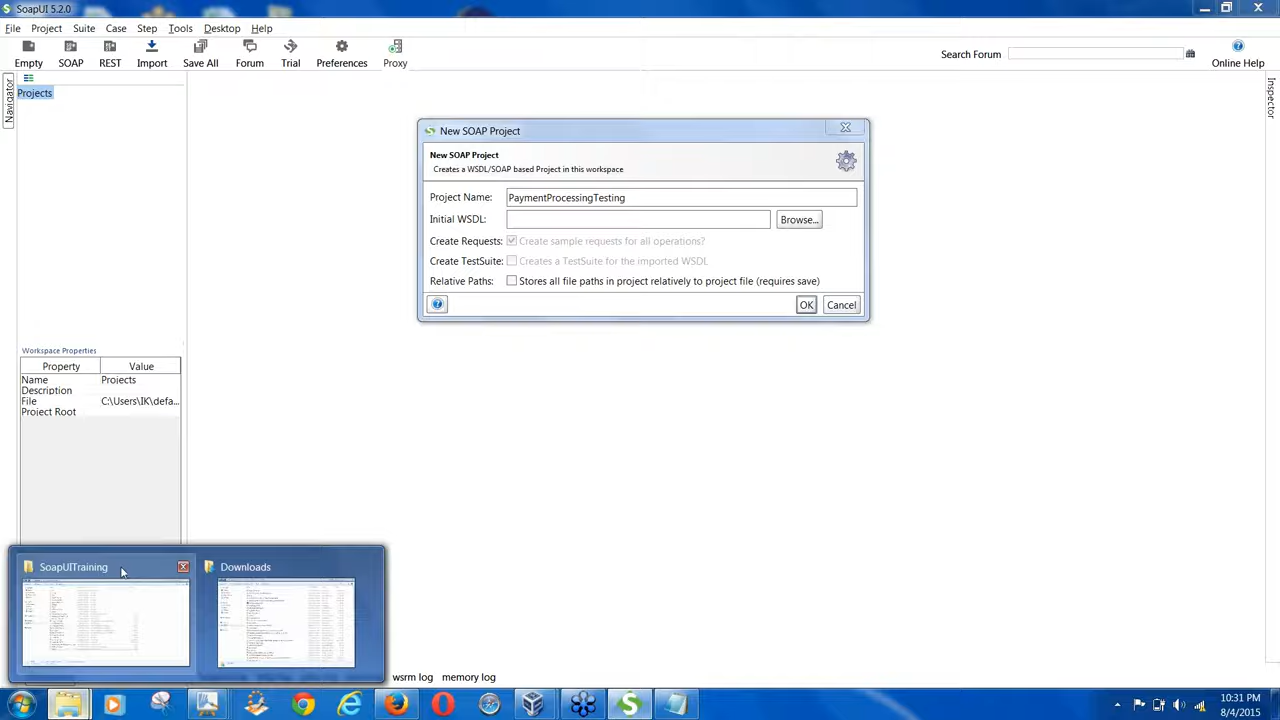 SoapUI 5.2.0
File Project Suite Case Step Tools Desktop Help
Empty SOAP REST Import Save All Forum Trial Preferences Proxy
Search Forum
Online Help
Navigator
Projects
Inspector
New SOAP Project
New SOAP Project
Creates a WSDL/SOAP based Project in this workspace
Project Name: PaymentProcessingTesting
Initial WSDL: Browse...
Create Requests: Create sample requests for all operations?
Create TestSuite: Creates a TestSuite for the imported WSDL
Relative Paths: Stores all file paths in project relatively to project file (requires save)
OK Cancel
Workspace Properties
Property Value
Name Projects
Description
File C:\Users\IK\defa...
Project Root
SoapUITraining Downloads
wsrm log memory log
10:31 PM
8/4/2015